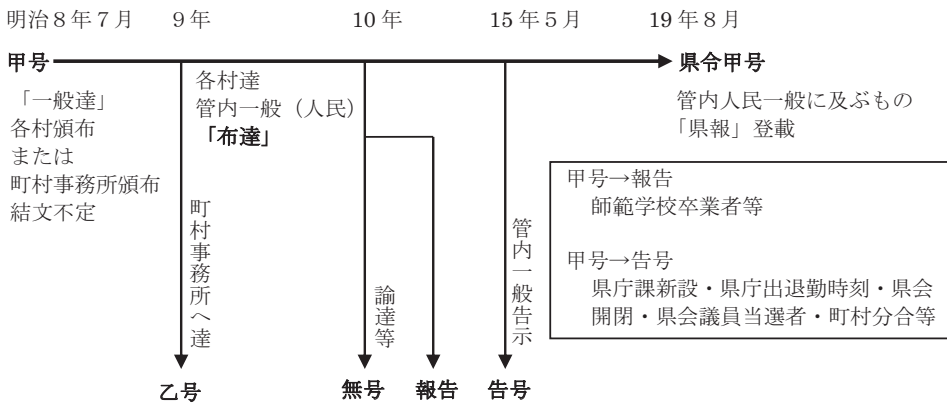 明治8年7月 9年 10年 15年5月 19年8月
甲号 県令甲号
「一般達」
各村頒布
または
町村事務所頒布
結文不定
各村達
管内一般（人民）
「布達」
管内人民一般に及ぶもの
「県報」登載
町村事務所へ達
諭達等
管内一般告示
甲号→報告
師範学校卒業者等
甲号→告号
県庁課新設・県庁出退勤時刻・県会
開閉・県会議員当選者・町村分合等
乙号 無号 報告 告号